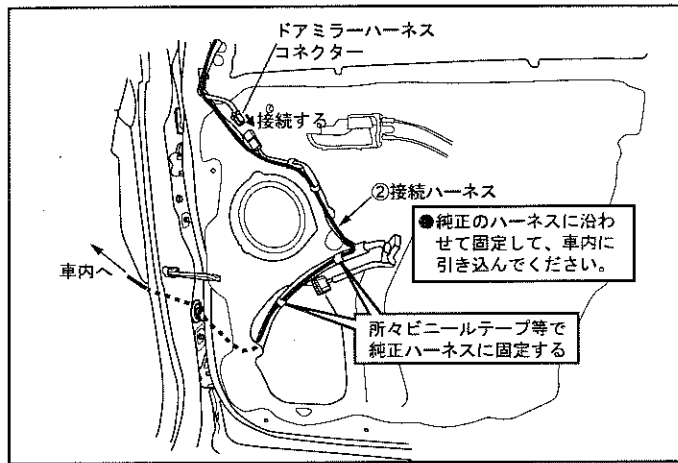 ドアミラーハーネス
コネクター
接続する
②接続ハーネス
●純正のハーネスに沿わ
せて固定して、車内に
引き込んでください。
車内へ
所々ビニールテープ等で
純正ハーネスに固定する